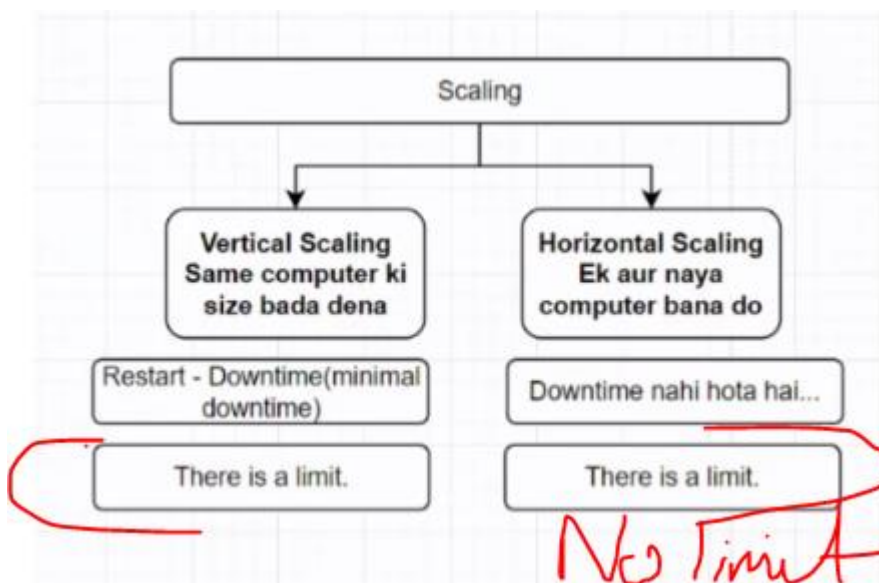 Scaling
Vertical Scaling
Same computer ki
size bada dena
Horizontal Scaling
Ek aur naya
computer bana do
Restart - Downtime(minimal
downtime)
Downtime nahi hota hai...
There is a limit.
There is a limit.
No limit